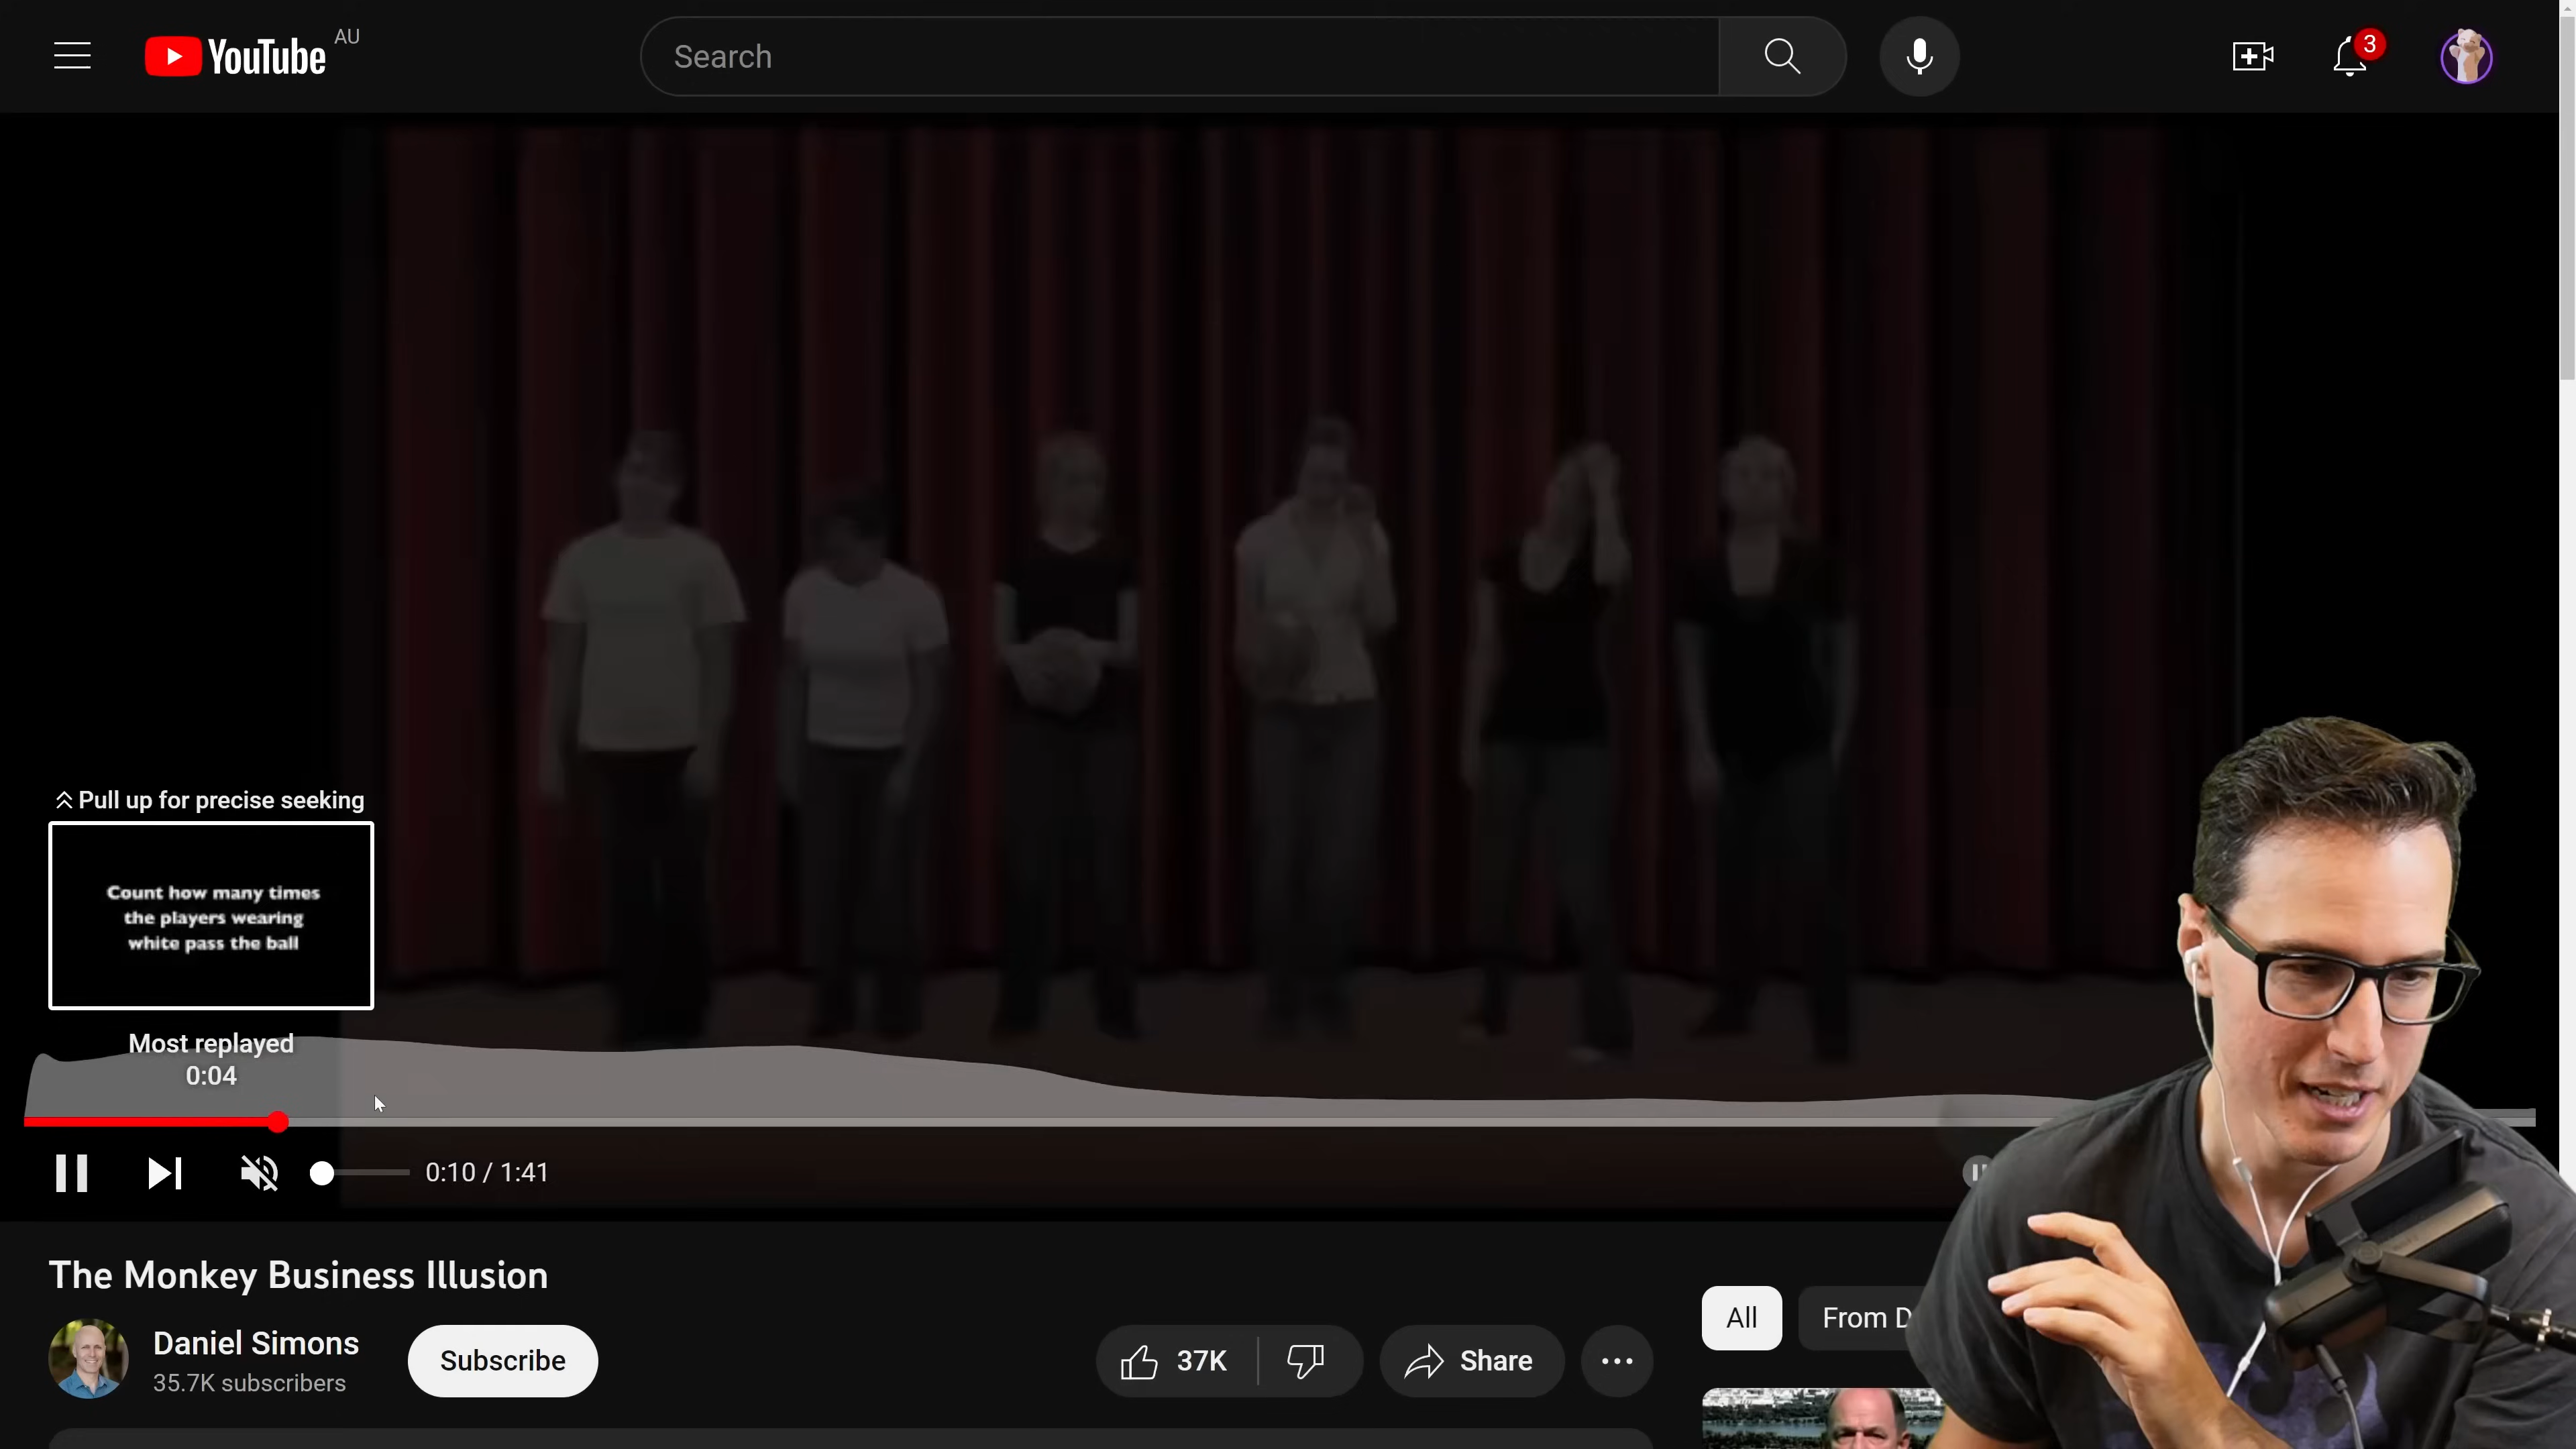 YouTube AU
Search
3
Pull up for precise seeking
Count how many times
the players wearing
white pass the ball
Most replayed
0:04
0:10 / 1:41
The Monkey Business Illusion
Daniel Simons
35.7K subscribers
Subscribe
37K
Share
All
From D